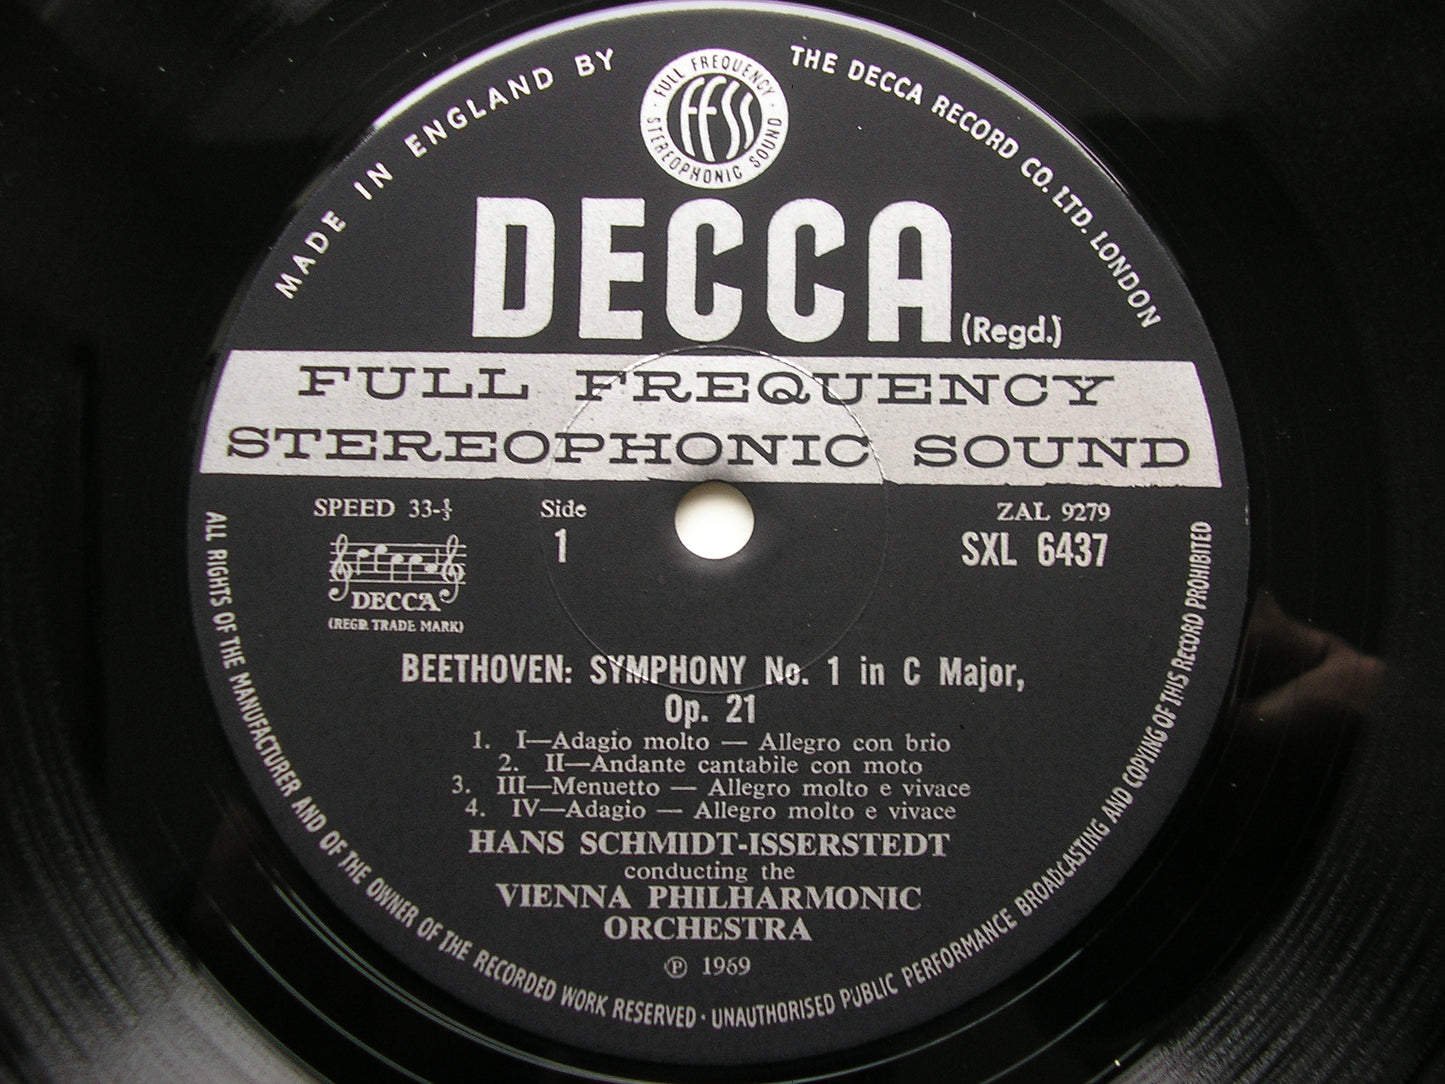 MADE IN ENGLAND BY
THE DECCA RECORD CO. LTD. LONDON
FULL FREQUENCY
STEREOPHONIC SOUND
FFSS
DECCA (Regd.)
FULL FREQUENCY
STEREOPHONIC SOUND
SPEED 33-⅓
Side
1
ZAL 9279
SXL 6437
DECCA
(REGD. TRADE MARK)
BEETHOVEN: SYMPHONY No. 1 in C Major,
Op. 21
1. I—Adagio molto — Allegro con brio
2. II—Andante cantabile con moto
3. III—Menuetto — Allegro molto e vivace
4. IV—Adagio — Allegro molto e vivace
HANS SCHMIDT-ISSERSTEDT
conducting the
VIENNA PHILHARMONIC
ORCHESTRA
℗ 1969
ALL RIGHTS OF THE MANUFACTURER AND OF THE OWNER OF THE RECORDED WORK RESERVED · UNAUTHORISED PUBLIC PERFORMANCE BROADCASTING AND COPYING OF THIS RECORD PROHIBITED